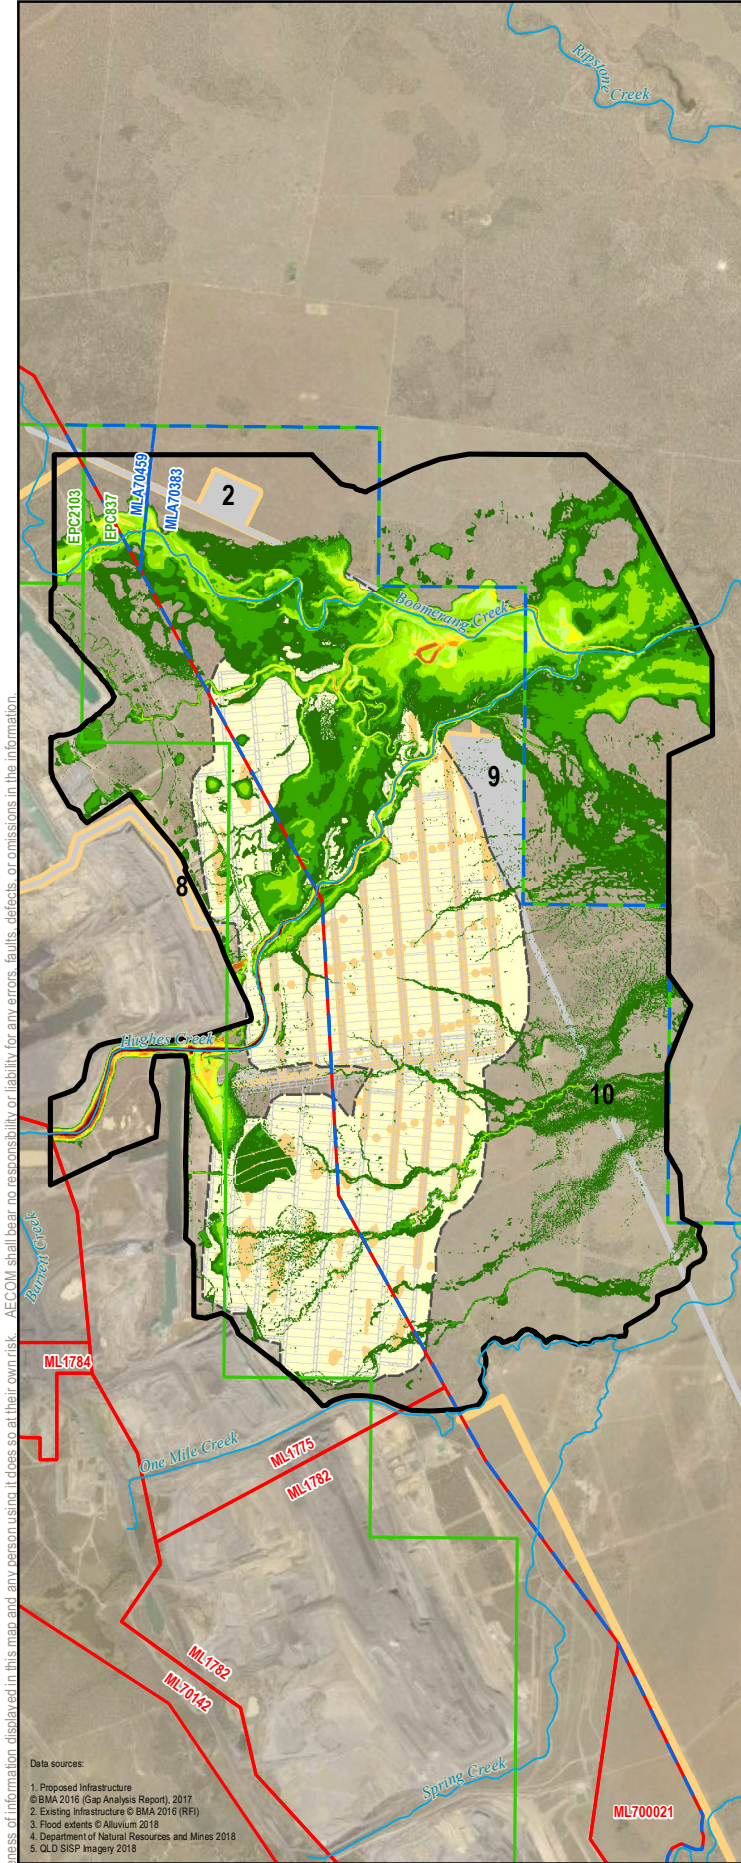 Ripstone
Creek
EPC2103
EPC837
MLA70459
MLA70383
2
Boomerang Creek
9
8
Hughes Creek
10
Barrett Creek
ML1784
One Mile Creek
ML1775
ML1782
ML1782
ML70142
Spring Creek
ML700021
Data sources:
1. Proposed Infrastructure
© BMA 2016 (Gap Analysis Report), 2017
2. Existing Infrastructure © BMA 2016 (RFI)
3. Flood extents © Alluvium 2018
4. Department of Natural Resources and Mines 2018
5. QLD SISP Imagery 2018
eness of information displayed in this map and any person using it does so at their own risk. AECOM shall bear no responsibility or liability for any errors, faults, defects, or omissions in the information.